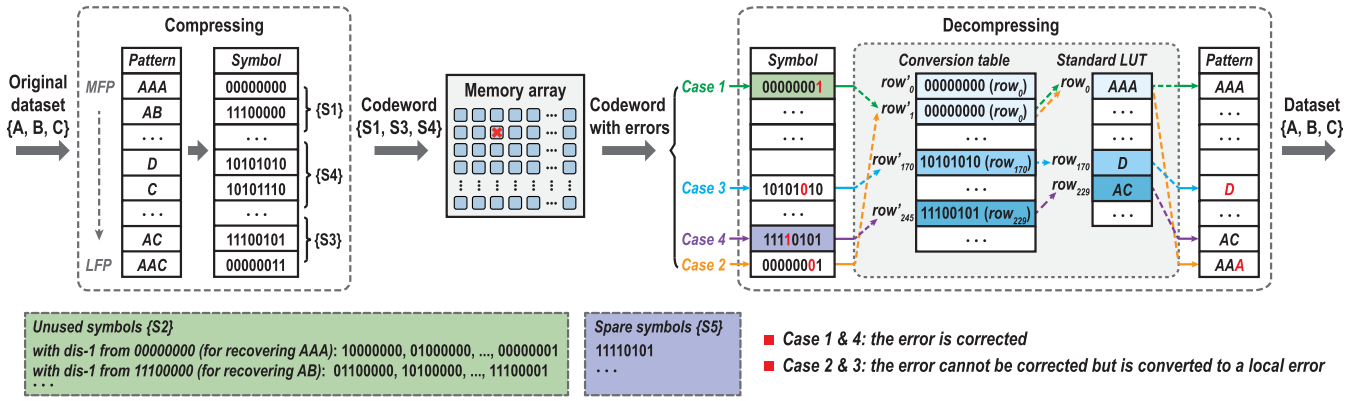 Compressing
Decompressing
Original
dataset
{A, B, C}
MFP
LFP
Pattern
AAA
AB
...
D
C
...
AC
AAC
Symbol
00000000
11100000
...
10101010
10101110
...
11100101
00000011
{S1}
{S4}
{S3}
Codeword
{S1, S3, S4}
Memory array
...
...
...
...
...
Codeword
with errors
Case 1
Case 3
Case 4
Case 2
Symbol
00000001
...
...
10101010
...
11110101
00000001
Conversion table
row'0
row'1
row'170
row'245
00000000 (row0)
00000000 (row0)
...
10101010 (row170)
...
11100101 (row229)
...
Standard LUT
row0
row170
row229
AAA
...
D
AC
...
Pattern
AAA
...
...
D
...
AC
AAA
Dataset
{A, B, C}
Unused symbols {S2}
with dis-1 from 00000000 (for recovering AAA): 10000000, 01000000, ..., 00000001
with dis-1 from 11100000 (for recovering AB): 01100000, 10100000, ..., 11100001
...
Spare symbols {S5}
11110101
...
Case 1 & 4: the error is corrected
Case 2 & 3: the error cannot be corrected but is converted to a local error